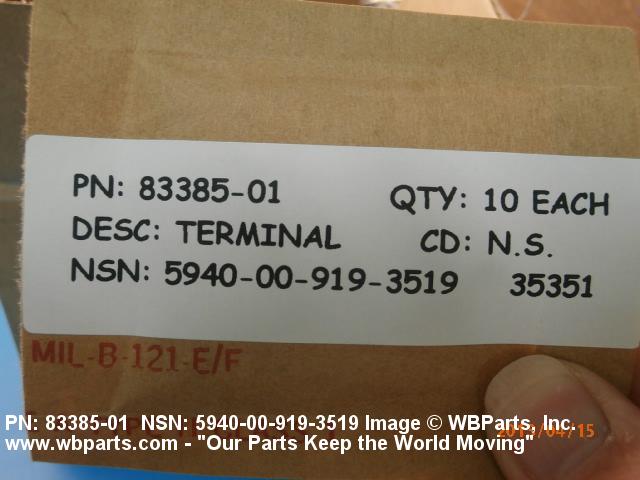 PN: 83385-01 QTY: 10 EACH
DESC: TERMINAL CD: N.S.
NSN: 5940-00-919-3519 35351
MIL-B-121-E/F
PN: 83385-01 NSN: 5940-00-919-3519 Image © WBParts, Inc.
www.wbparts.com - "Our Parts Keep the World Moving"